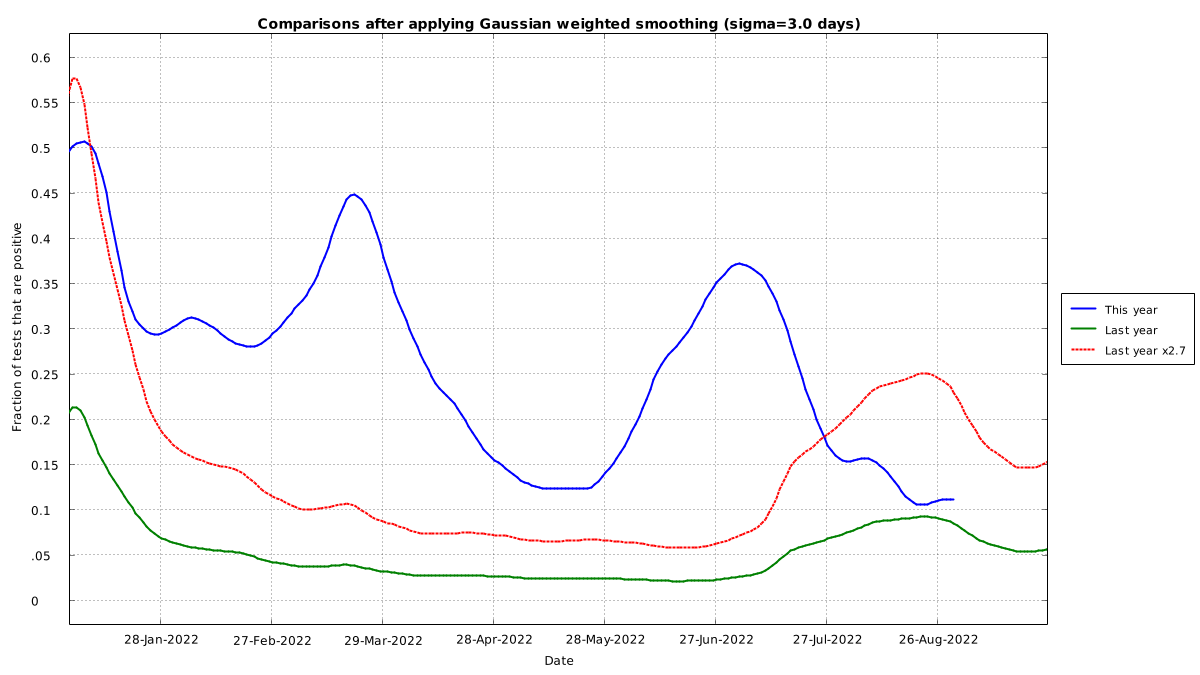 Comparisons after applying Gaussian weighted smoothing (sigma=3.0 days)
Fraction of tests that are positive
0.6
0.55
0.5
0.45
0.4
0.35
0.3
0.25
0.2
0.15
0.1
.05
0
28-Jan-2022 27-Feb-2022 29-Mar-2022 28-Apr-2022 28-May-2022 27-Jun-2022 27-Jul-2022 26-Aug-2022
Date
This year
Last year
Last year x2.7